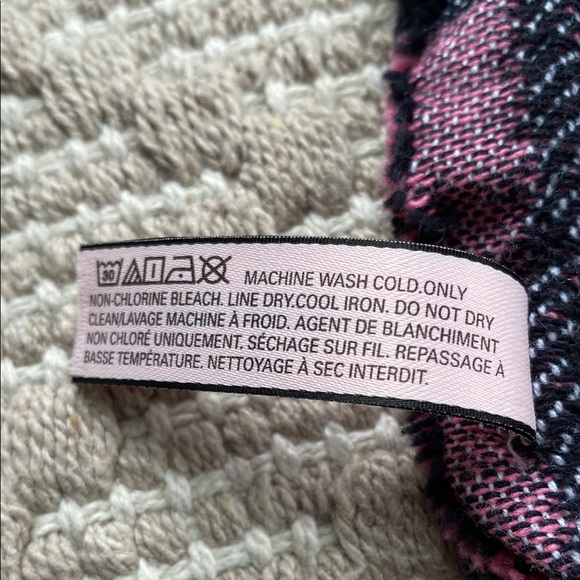 30 MACHINE WASH COLD.ONLY
NON-CHLORINE BLEACH. LINE DRY.COOL IRON. DO NOT DRY
CLEAN/LAVAGE MACHINE À FROID. AGENT DE BLANCHIMENT
NON CHLORÉ UNIQUEMENT. SÉCHAGE SUR FIL. REPASSAGE À
BASSE TEMPÉRATURE. NETTOYAGE À SEC INTERDIT.